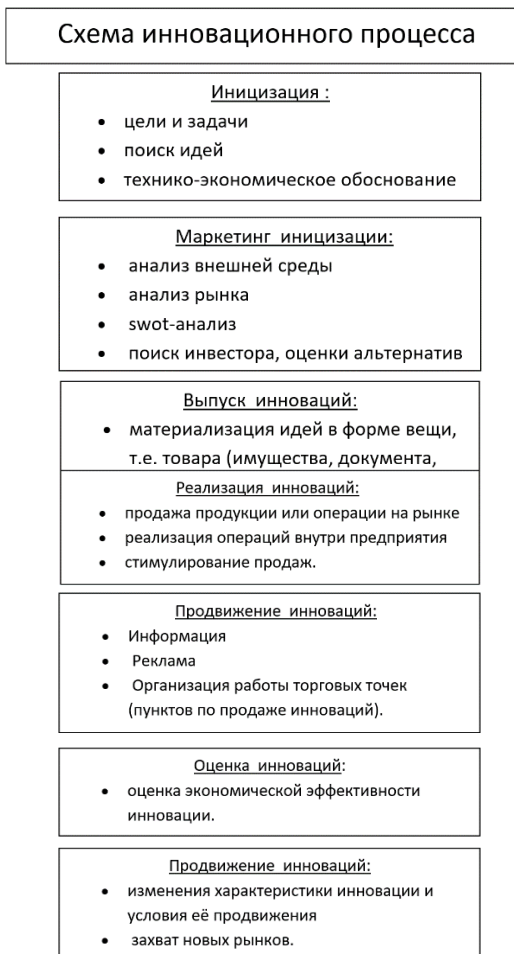 Схема инновационного процесса
Иницизация :
• цели и задачи
• поиск идей
• технико-экономическое обоснование
Маркетинг иницизации:
• анализ внешней среды
• анализ рынка
• swot-анализ
• поиск инвестора, оценки альтернатив
Выпуск инноваций:
• материализация идей в форме вещи,
т.е. товара (имущества, документа,
Реализация инноваций:
• продажа продукции или операции на рынке
• реализация операций внутри предприятия
• стимулирование продаж.
Продвижение инноваций:
• Информация
• Реклама
• Организация работы торговых точек
(пунктов по продаже инноваций).
Оценка инноваций:
• оценка экономической эффективности
инновации.
Продвижение инноваций:
• изменения характеристики инновации и
условия её продвижения
• захват новых рынков.